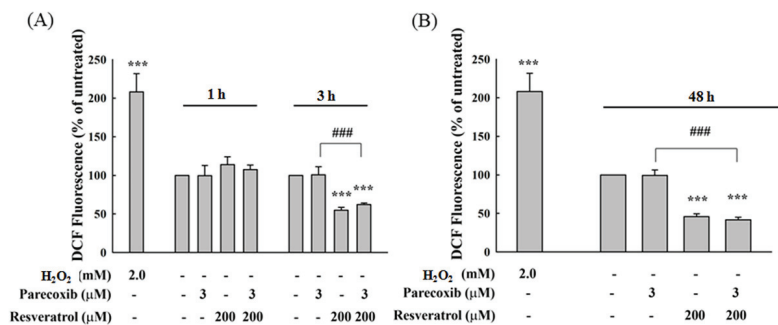 (A)
DCF Fluorescence (% of untreated)
250
200
150
100
50
0
***
1 h
3 h
###
***
***
H₂O₂ (mM) 2.0 - - - - - - - -
Parecoxib (μM) - - 3 - 3 - 3 - 3
Resveratrol (μM) - - - 200 200 - - 200 200
(B)
DCF Fluorescence (% of untreated)
250
200
150
100
50
0
***
48 h
###
***
***
H₂O₂ (mM) 2.0 - - - -
Parecoxib (μM) - - 3 - 3
Resveratrol (μM) - - - 200 200